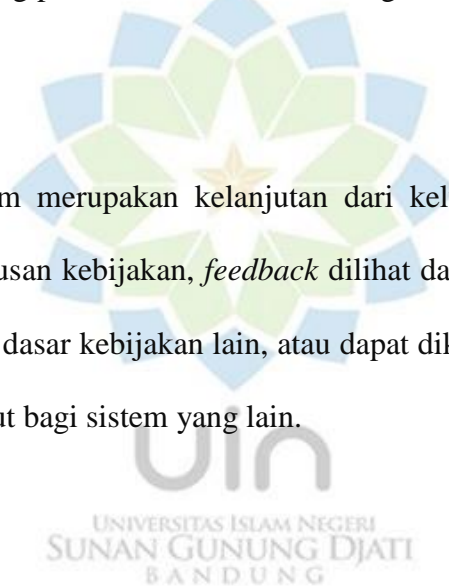 m merupakan kelanjutan dari kel
usan kebijakan, feedback dilihat da
dasar kebijakan lain, atau dapat dik
ut bagi sistem yang lain.
uin
UNIVERSITAS ISLAM NEGERI
SUNAN GUNUNG DJATI
BANDUNG